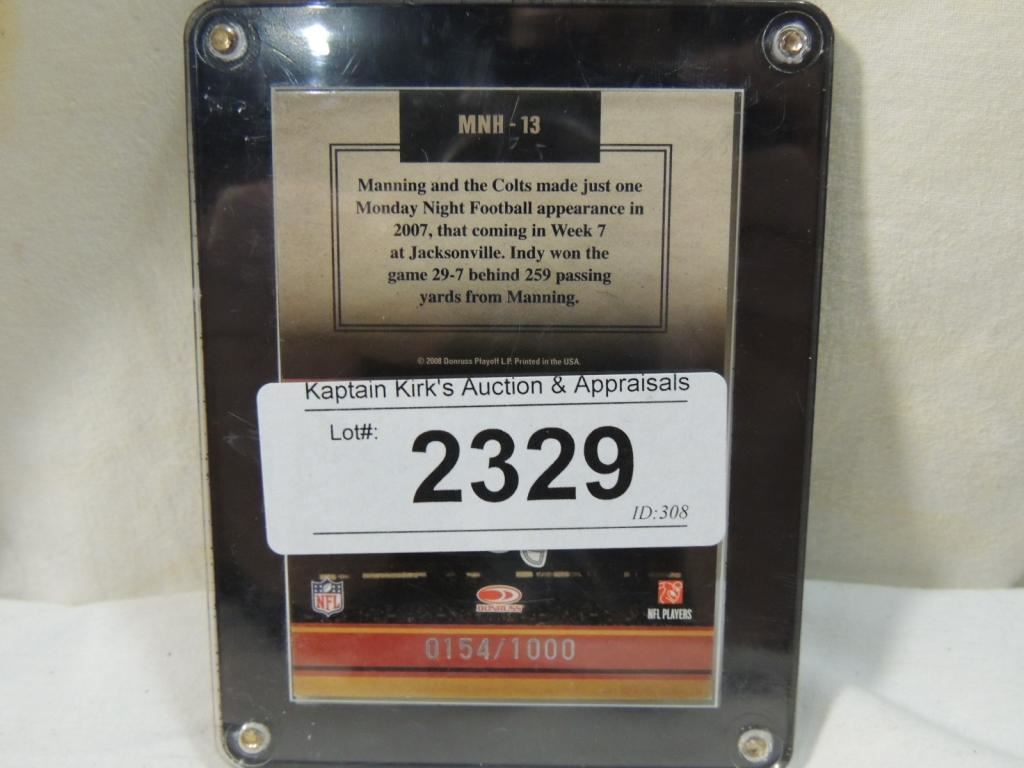 MNH - 13
Manning and the Colts made just one
Monday Night Football appearance in
2007, that coming in Week 7
at Jacksonville. Indy won the
game 29-7 behind 259 passing
yards from Manning.
© 2008 Donruss Playoff L.P. Printed in the USA.
Kaptain Kirk's Auction & Appraisals
Lot#: 2329
ID:308
NFL DONRUSS NFL PLAYERS
0154/1000